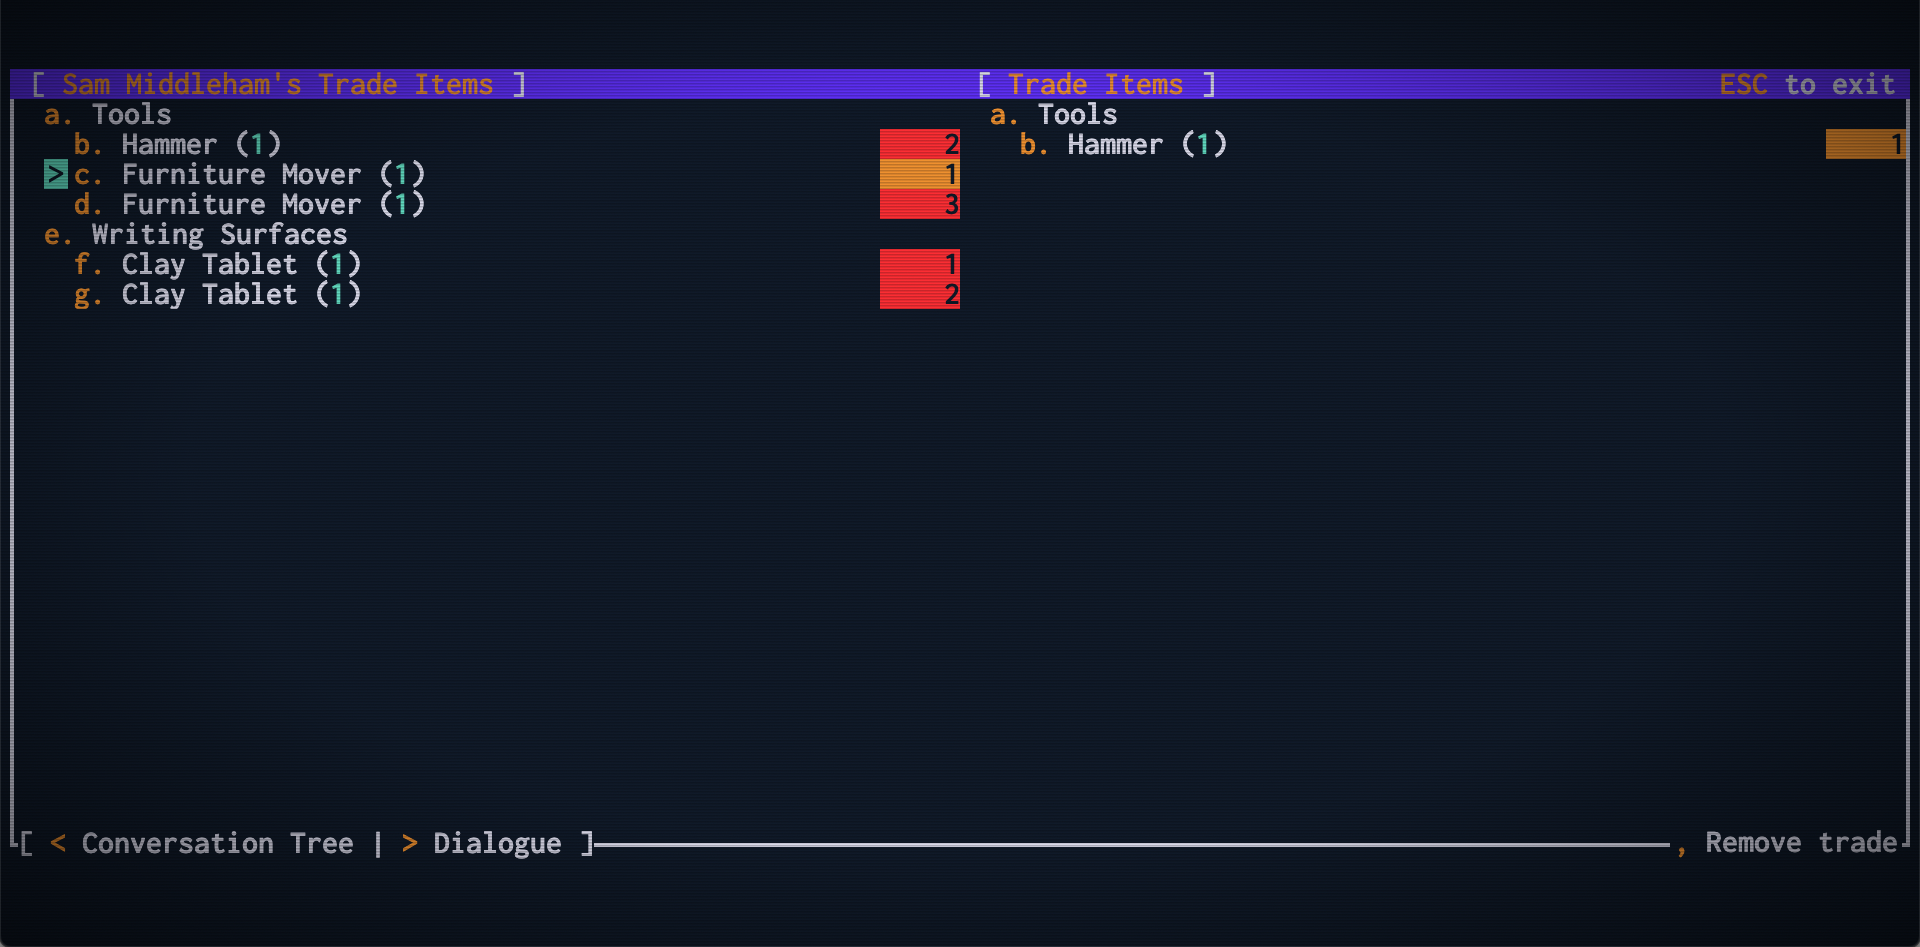 [ Sam Middleham's Trade Items ] [ Trade Items ] ESC to exit
a. Tools
b. Hammer (1) 2
> c. Furniture Mover (1) 1
d. Furniture Mover (1) 3
e. Writing Surfaces
f. Clay Tablet (1) 1
g. Clay Tablet (1) 2
a. Tools
b. Hammer (1) 1
[ < Conversation Tree | > Dialogue ] , Remove trade